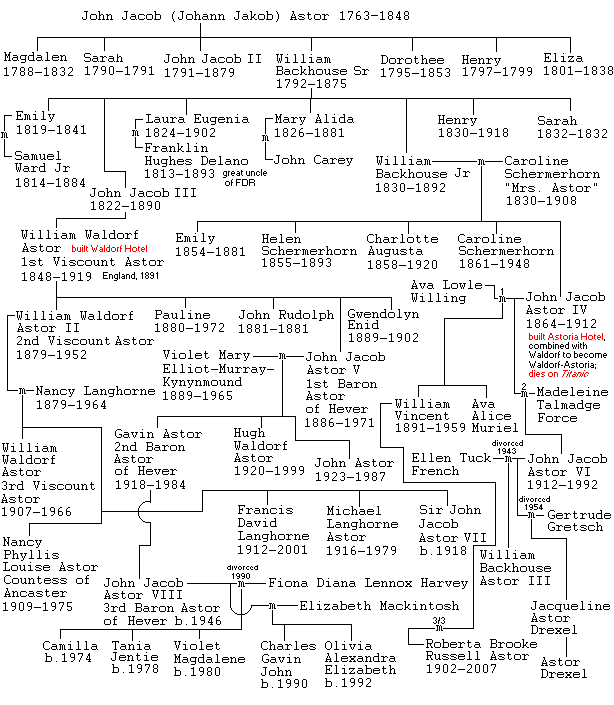 John Jacob (Johann Jakob) Astor 1763-1848
Magdalen
1788-1832
Sarah
1790-1791
John Jacob II
1791-1879
William
Backhouse Sr
1792-1875
Dorothee
1795-1853
Henry
1797-1799
Eliza
1801-1838
Emily
1819-1841
m
Samuel
Ward Jr
1814-1884
John Jacob III
1822-1890
Laura Eugenia
1824-1902
m
Franklin
Hughes Delano
1813-1893 great uncle
of FDR
Mary Alida
1826-1881
m
John Carey
William
Backhouse Jr
1830-1892
m
Caroline
Schermerhorn
"Mrs. Astor"
1830-1908
Henry
1830-1918
Sarah
1832-1832
William Waldorf
Astor built Waldorf Hotel
1st Viscount Astor
1848-1919 England, 1891
Emily
1854-1881
Helen
Schermerhorn
1855-1893
Charlotte
Augusta
1858-1920
Caroline
Schermerhorn
1861-1948
Ava Lowle
Willing
1
m
John Jacob
Astor IV
1864-1912
built Astoria Hotel,
combined with
Waldorf to become
Waldorf-Astoria;
dies on Titanic
2
m
Madeleine
Talmadge
Force
William Waldorf
Astor II
2nd Viscount Astor
1879-1952
m
Nancy Langhorne
1879-1964
Pauline
1880-1972
John Rudolph
1881-1881
Gwendolyn
Enid
1889-1902
Violet Mary
Elliot-Murray-
Kynynmound
1889-1965
m
John Jacob
Astor V
1st Baron
Astor
of Hever
1886-1971
William
Vincent
1891-1959
Ava
Alice
Muriel
William
Waldorf
Astor
3rd Viscount
Astor
1907-1966
Gavin Astor
2nd Baron
Astor
of Hever
1918-1984
Hugh
Waldorf
Astor
1920-1999
John Astor
1923-1987
Ellen Tuck
French
divorced
1943
m
John Jacob
Astor VI
1912-1992
divorced
1954
m
Gertrude
Gretsch
Francis
David
Langhorne
1912-2001
Michael
Langhorne
Astor
1916-1979
Sir John
Jacob
Astor VII
b.1918
Nancy
Phyllis
Louise Astor
Countess of
Ancaster
1909-1975
William
Backhouse
Astor III
John Jacob
Astor VIII
3rd Baron Astor
of Hever b.1946
divorced
1990
m
Fiona Diana Lennox Harvey
m
Elizabeth Mackintosh
Jacqueline
Astor
Drexel
3/3
m
Roberta Brooke
Russell Astor
1902-2007
Camilla
b.1974
Tania
Jentie
b.1978
Violet
Magdalene
b.1980
Charles
Gavin
John
b.1990
Olivia
Alexandra
Elizabeth
b.1992
Astor
Drexel